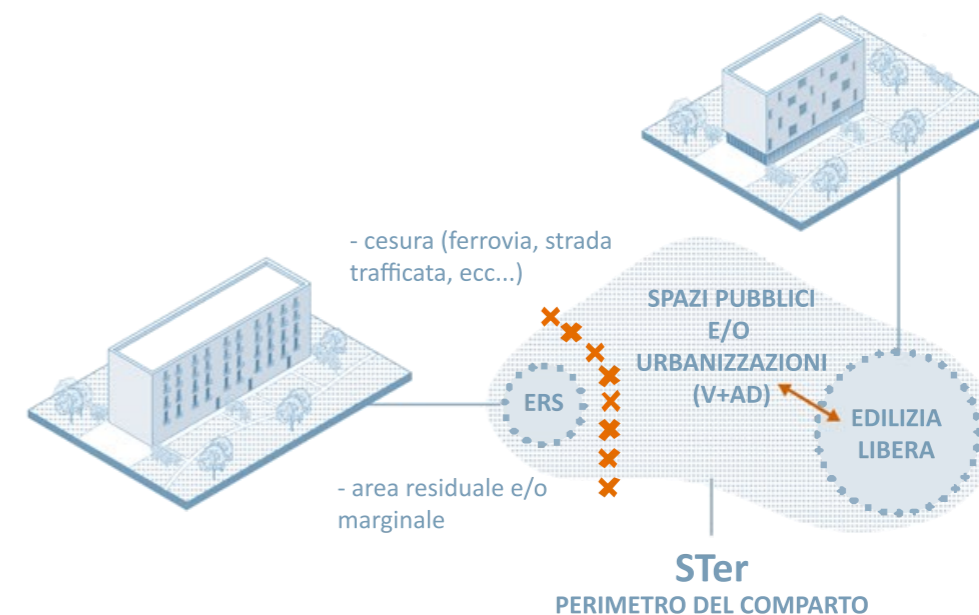 - cesura (ferrovia, strada
trafficata, ecc...)
SPAZI PUBBLICI
E/O
URBANIZZAZIONI
(V+AD)
ERS
EDILIZIA
LIBERA
- area residuale e/o
marginale
STer
PERIMETRO DEL COMPARTO